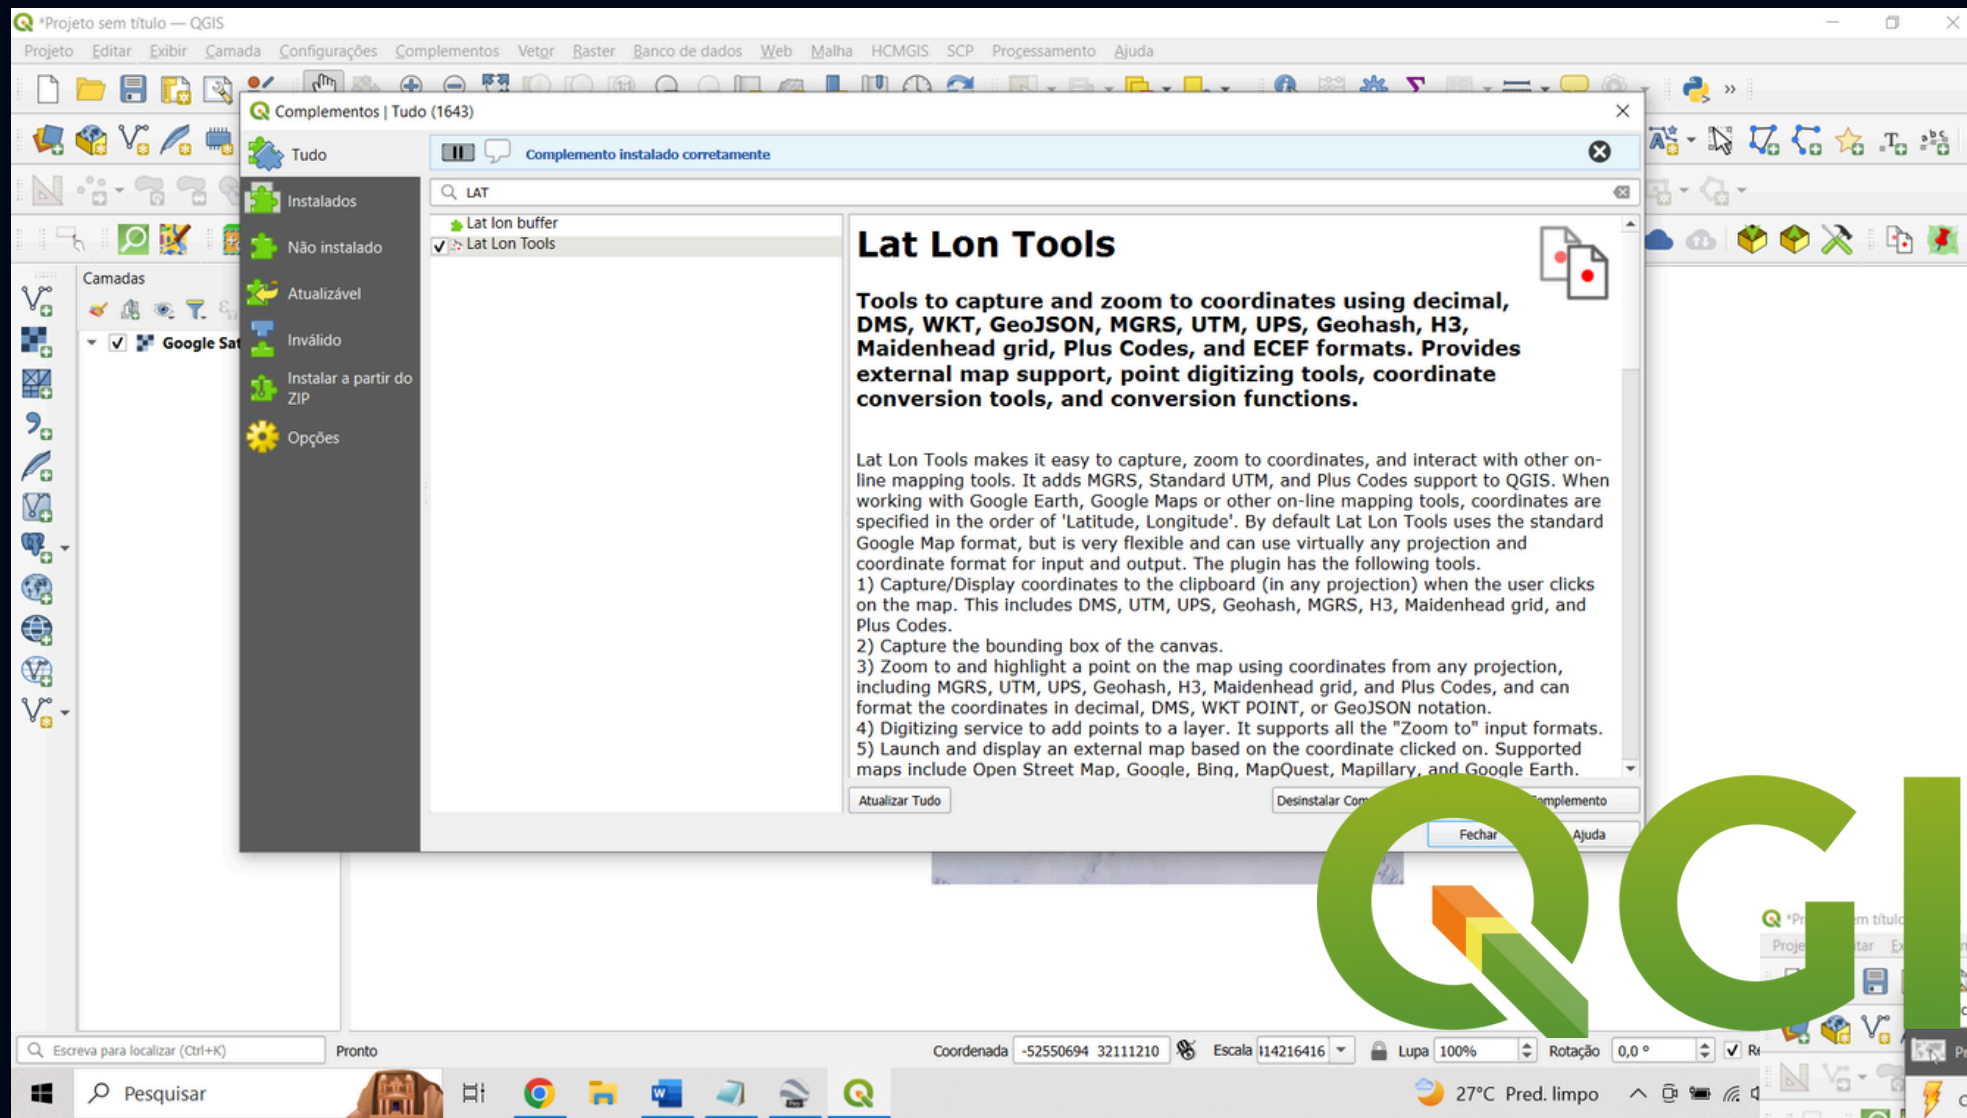 *Projeto sem título — QGIS
Projeto Editar Exibir Camada Configurações Complementos Vetor Raster Banco de dados Web Malha HCMGIS SCP Processamento Ajuda
Complementos | Tudo (1643)
Tudo
Complemento instalado corretamente
Instalados
LAT
Lat lon buffer
Não instalado
Lat Lon Tools
Camadas
Atualizável
Google Sat
Inválido
Instalar a partir do
ZIP
Opções
Lat Lon Tools
Tools to capture and zoom to coordinates using decimal,
DMS, WKT, GeoJSON, MGRS, UTM, UPS, Geohash, H3,
Maidenhead grid, Plus Codes, and ECEF formats. Provides
external map support, point digitizing tools, coordinate
conversion tools, and conversion functions.
Lat Lon Tools makes it easy to capture, zoom to coordinates, and interact with other on-
line mapping tools. It adds MGRS, Standard UTM, and Plus Codes support to QGIS. When
working with Google Earth, Google Maps or other on-line mapping tools, coordinates are
specified in the order of 'Latitude, Longitude'. By default Lat Lon Tools uses the standard
Google Map format, but is very flexible and can use virtually any projection and
coordinate format for input and output. The plugin has the following tools.
1) Capture/Display coordinates to the clipboard (in any projection) when the user clicks
on the map. This includes DMS, UTM, UPS, Geohash, MGRS, H3, Maidenhead grid, and
Plus Codes.
2) Capture the bounding box of the canvas.
3) Zoom to and highlight a point on the map using coordinates from any projection,
including MGRS, UTM, UPS, Geohash, H3, Maidenhead grid, and Plus Codes, and can
format the coordinates in decimal, DMS, WKT POINT, or GeoJSON notation.
4) Digitizing service to add points to a layer. It supports all the "Zoom to" input formats.
5) Launch and display an external map based on the coordinate clicked on. Supported
maps include Open Street Map, Google, Bing, MapQuest, Mapillary, and Google Earth.
Atualizar Tudo Desinstalar Com omplemento
Fechar Ajuda
QGI
*Pr em título
Proje tar Ex
Escreva para localizar (Ctrl+K) Pronto Coordenada -52550694 32111210 Escala 114216416 Lupa 100% Rotação 0,0 ° Re
Pesquisar 27°C Pred. limpo